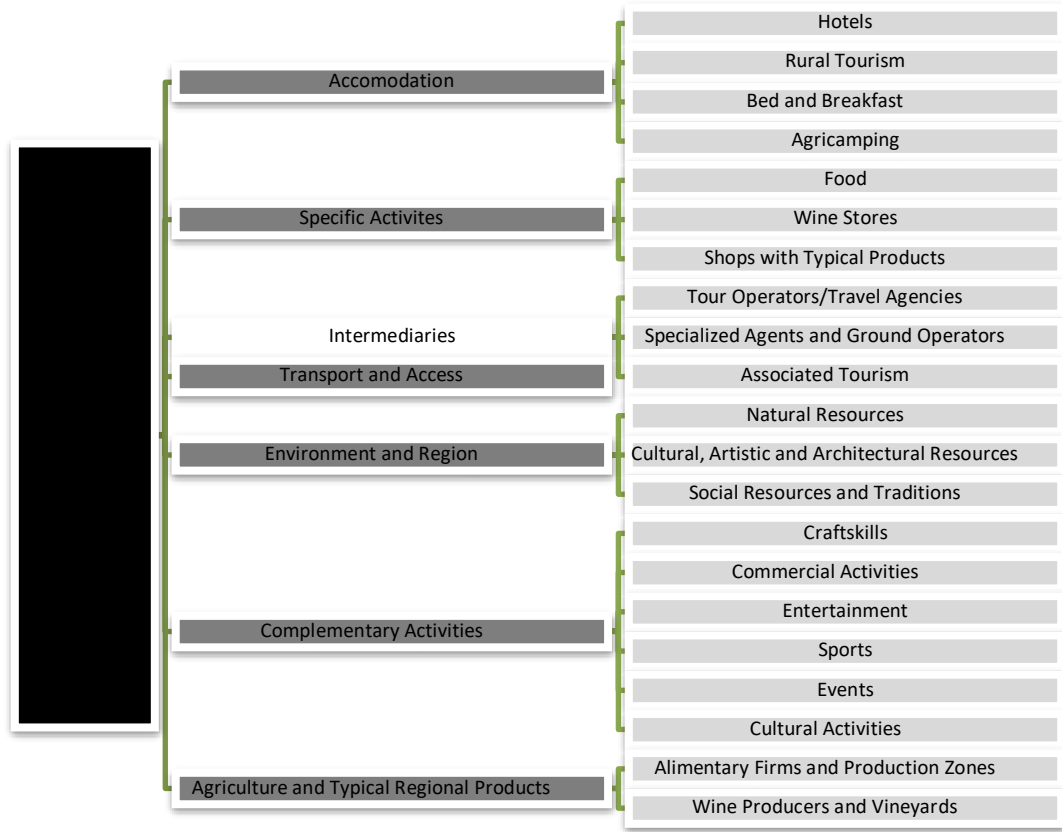 Accomodation
Hotels
Rural Tourism
Bed and Breakfast
Agricamping
Specific Activites
Food
Wine Stores
Shops with Typical Products
Intermediaries
Tour Operators/Travel Agencies
Specialized Agents and Ground Operators
Associated Tourism
Transport and Access
Environment and Region
Natural Resources
Cultural, Artistic and Architectural Resources
Social Resources and Traditions
Complementary Activities
Craftskills
Commercial Activities
Entertainment
Sports
Events
Cultural Activities
Agriculture and Typical Regional Products
Alimentary Firms and Production Zones
Wine Producers and Vineyards